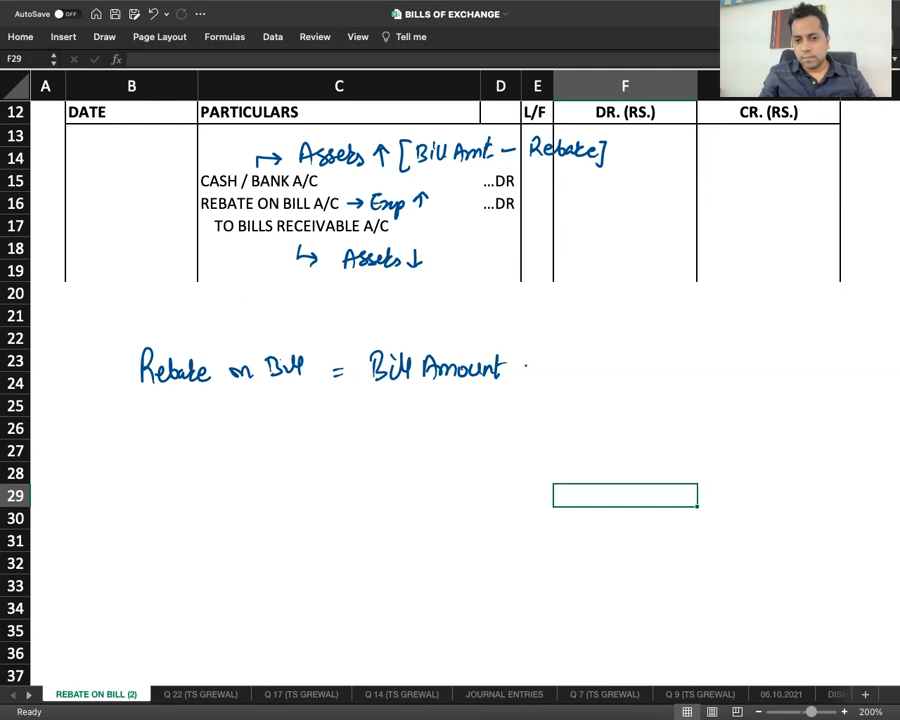 AutoSave OFF BILLS OF EXCHANGE
Home Insert Draw Page Layout Formulas Data Review View Tell me
F29 fx
A B C D E F
12 DATE PARTICULARS L/F DR. (RS.) CR. (RS.)
13
14 ↦ Assets ↑ [Bill Amt - Rebate]
15 CASH / BANK A/C ...DR
16 REBATE ON BILL A/C → Exp ↑ ...DR
17 TO BILLS RECEIVABLE A/C
18 ↳ Assets ↓
19
20
21
22
23 Rebate on Bill = Bill Amount
24
25
26
27
28
29
30
31
32
33
34
35
36
37
REBATE ON BILL (2) Q 22 (TS GREWAL) Q 17 (TS GREWAL) Q 14 (TS GREWAL) JOURNAL ENTRIES Q 7 (TS GREWAL) Q 9 (TS GREWAL) 06.10.2021 DISH +
Ready 200%